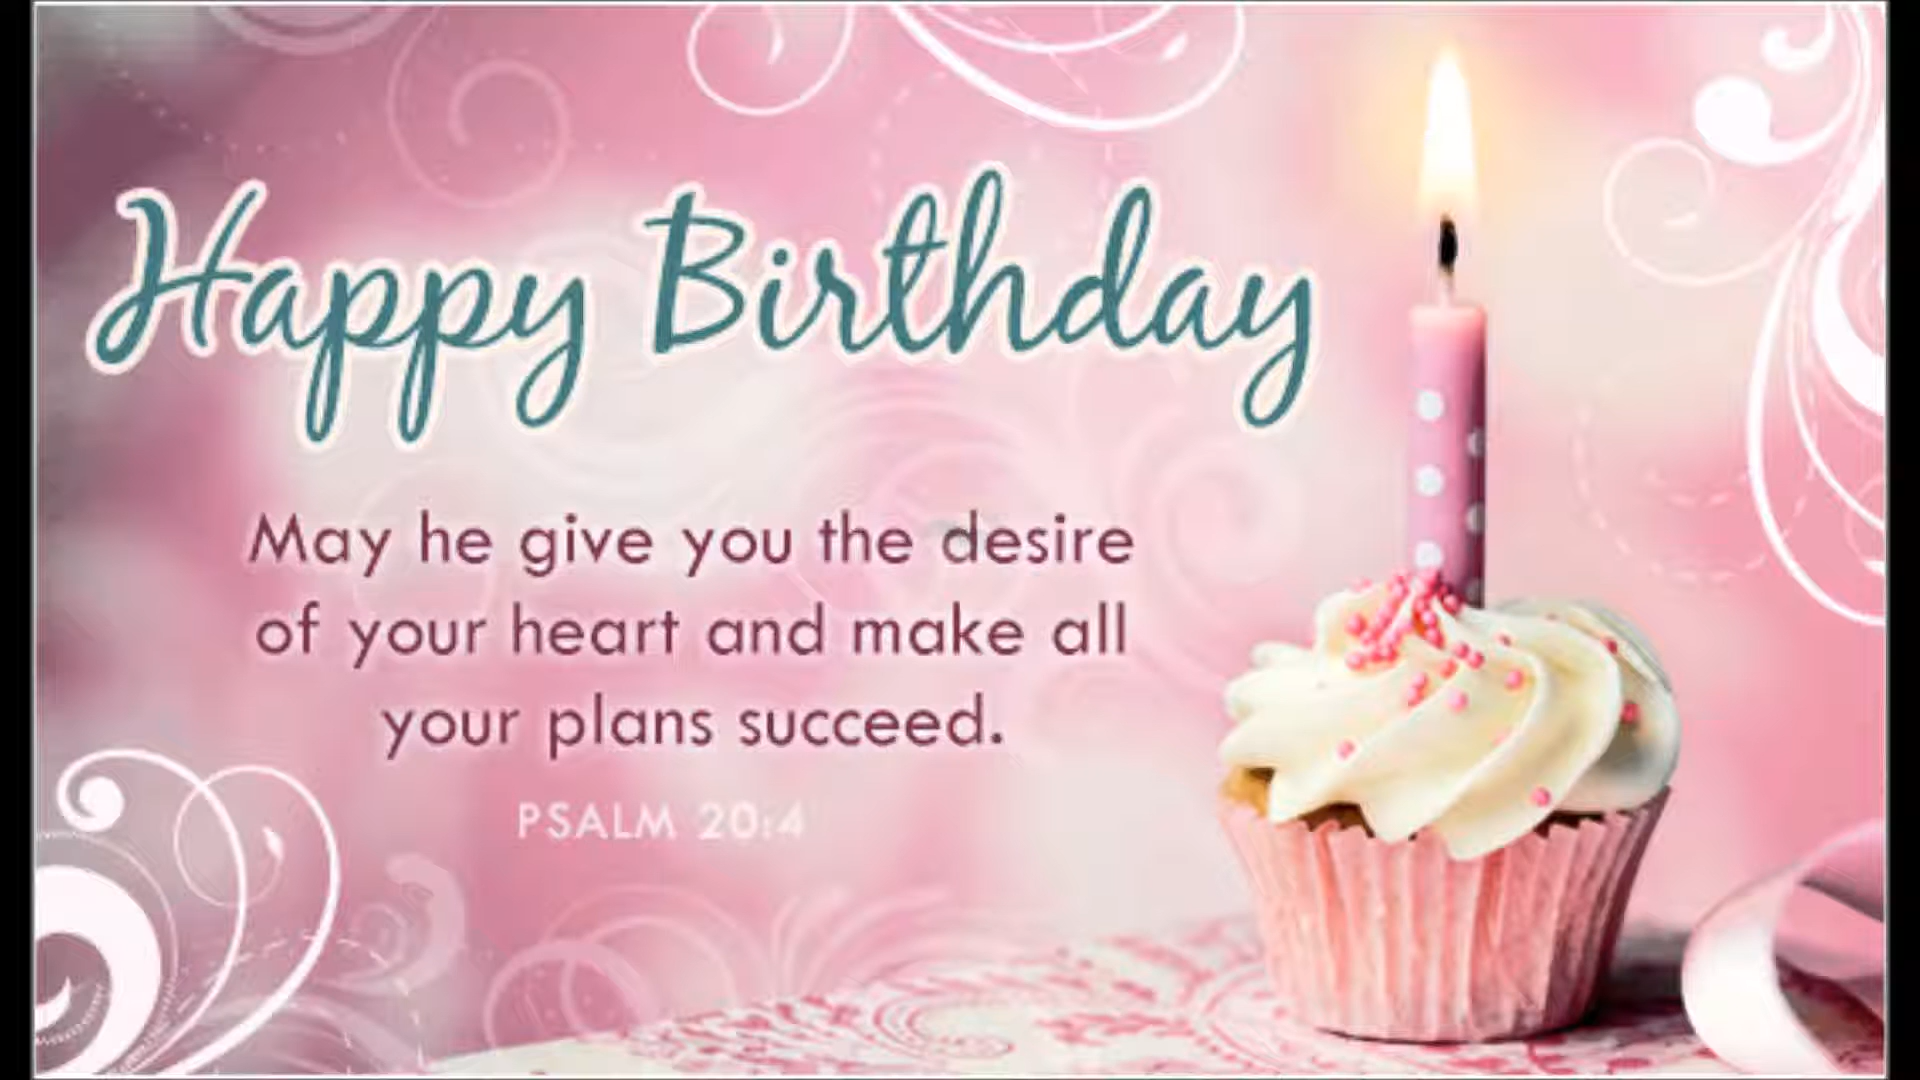 Happy Birthday
May he give you the desire
of your heart and make all
your plans succeed.
PSALM 20:4